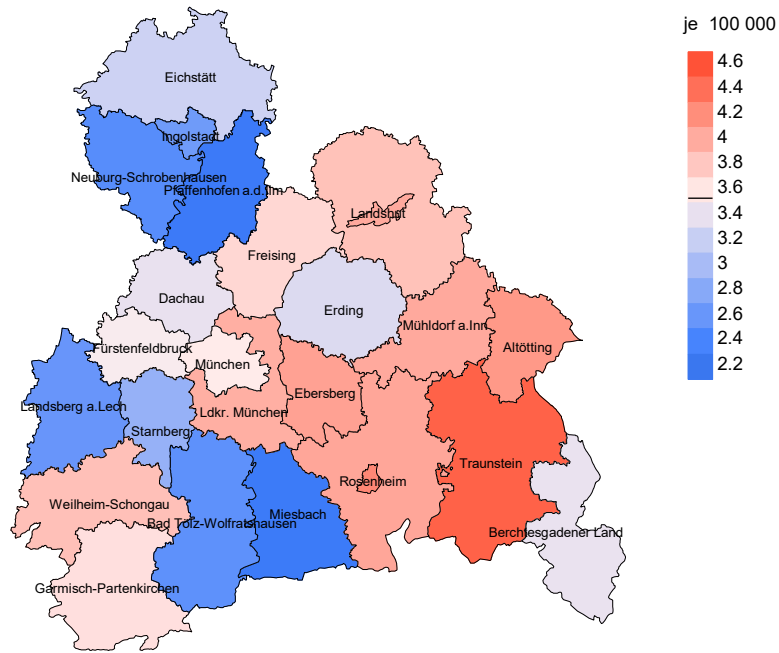 je 100 000
Eichstätt
4.6
4.4
4.2
4
3.8
3.6
3.4
3.2
3
2.8
2.6
2.4
2.2
Ingolstadt
Neuburg-Schrobenhausen
Pfaffenhofen a.d.Ilm
Landshut
Freising
Dachau
Erding
Mühldorf a.Inn
Altötting
Fürstenfeldbruck
München
Ebersberg
Landsberg a.Lech
Ldkr. München
Starnberg
Traunstein
Rosenheim
Weilheim-Schongau
Miesbach
Bad Tölz-Wolfratshausen
Berchtesgadener Land
Garmisch-Partenkirchen